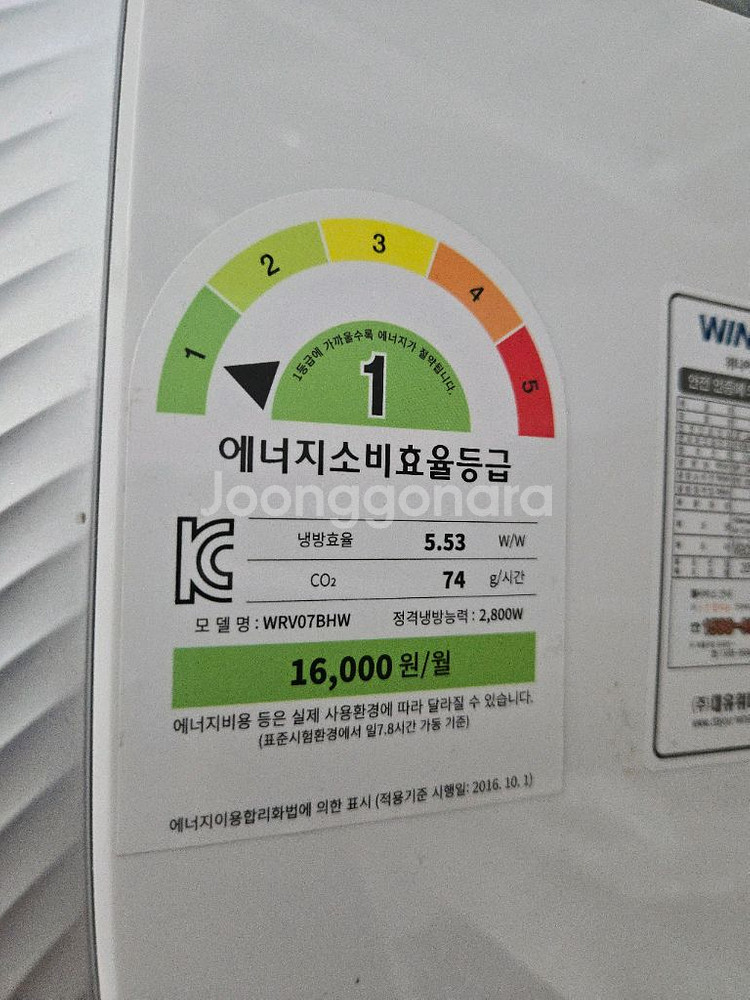 1 2 3 4 5
1등급에 가까울수록 에너지가 절약됩니다.
1
에너지소비효율등급
Joonggonara
냉방효율 5.53 W/W
CO₂ 74 g/시간
모 델 명 : WRV07BHW 정격냉방능력 : 2,800W
16,000 원/월
에너지비용 등은 실제 사용환경에 따라 달라질 수 있습니다.
(표준시험환경에서 일7.8시간 가동 기준)
에너지이용합리화법에 의한 표시 (적용기준 시행일: 2016. 10. 1)
WIN
안전 인증에